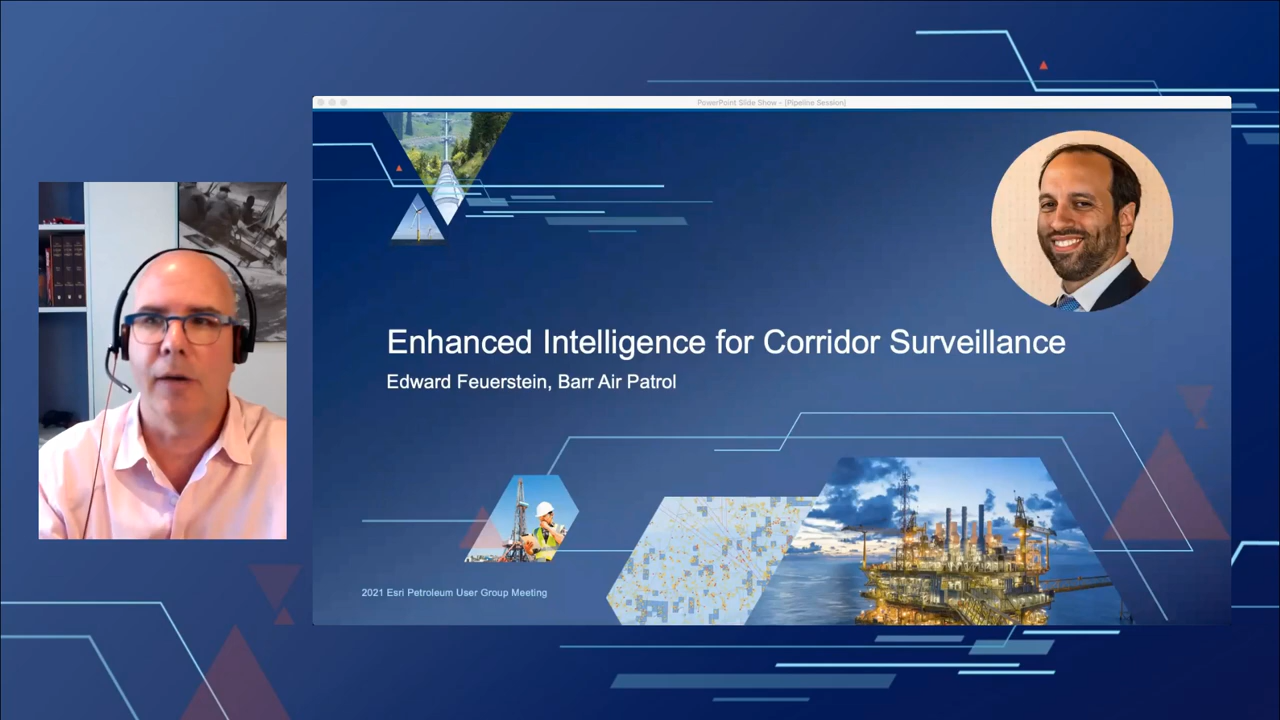 PowerPoint Slide Show - [Pipeline Session]
Enhanced Intelligence for Corridor Surveillance
Edward Feuerstein, Barr Air Patrol
2021 Esri Petroleum User Group Meeting